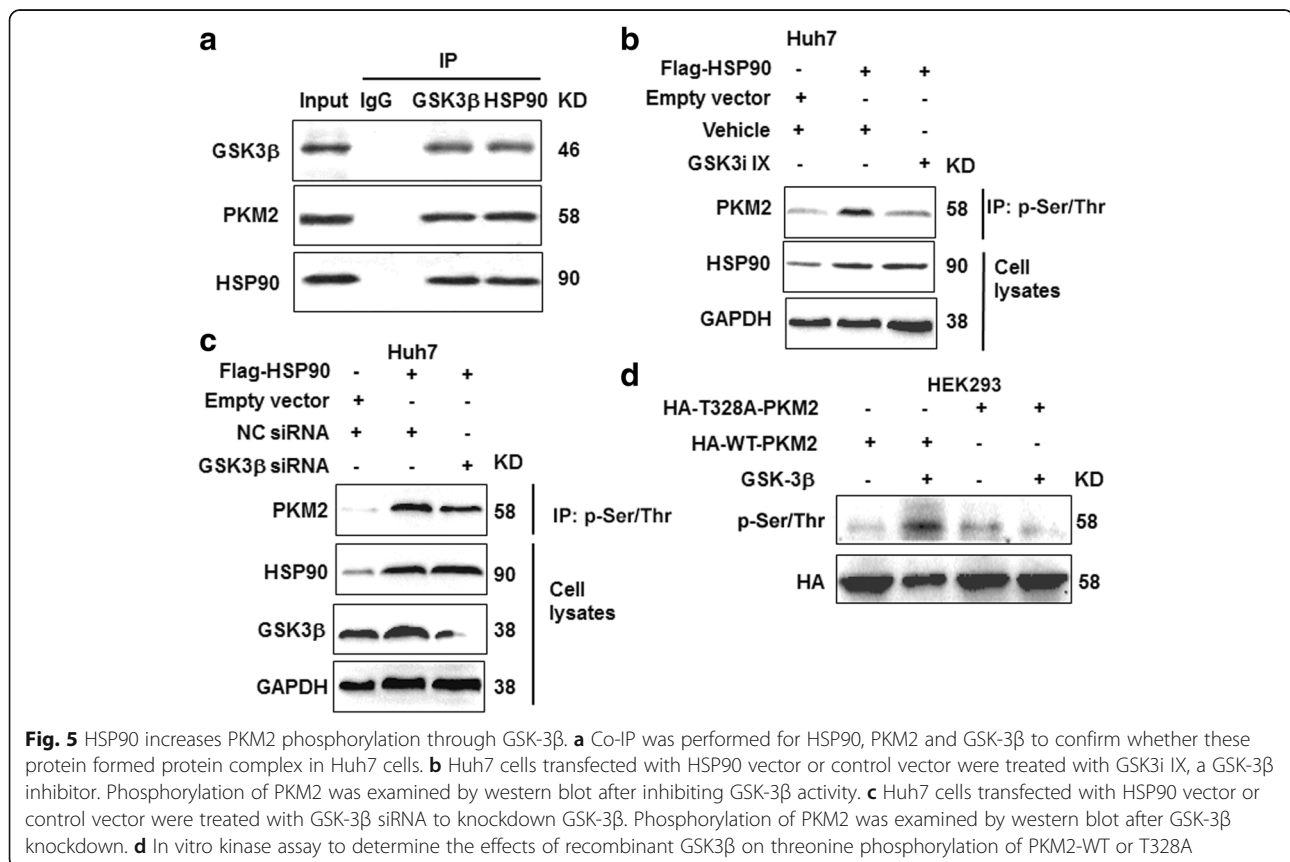 a
IP
Input IgG GSK3β HSP90 KD
GSK3β 46
PKM2 58
HSP90 90
b
Huh7
Flag-HSP90 - + +
Empty vector + - -
Vehicle + + -
GSK3i IX - - + KD
PKM2 58 IP: p-Ser/Thr
HSP90 90
Cell
lysates
GAPDH 38
c
Huh7
Flag-HSP90 - + +
Empty vector + - -
NC siRNA + + -
GSK3β siRNA - - + KD
PKM2 58 IP: p-Ser/Thr
HSP90 90
Cell
lysates
GSK3β 38
GAPDH 38
d
HEK293
HA-T328A-PKM2 - - + +
HA-WT-PKM2 + + - -
GSK-3β - + - + KD
p-Ser/Thr 58
HA 58
Fig. 5 HSP90 increases PKM2 phosphorylation through GSK-3β. a Co-IP was performed for HSP90, PKM2 and GSK-3β to confirm whether these
protein formed protein complex in Huh7 cells. b Huh7 cells transfected with HSP90 vector or control vector were treated with GSK3i IX, a GSK-3β
inhibitor. Phosphorylation of PKM2 was examined by western blot after inhibiting GSK-3β activity. c Huh7 cells transfected with HSP90 vector or
control vector were treated with GSK-3β siRNA to knockdown GSK-3β. Phosphorylation of PKM2 was examined by western blot after GSK-3β
knockdown. d In vitro kinase assay to determine the effects of recombinant GSK3β on threonine phosphorylation of PKM2-WT or T328A